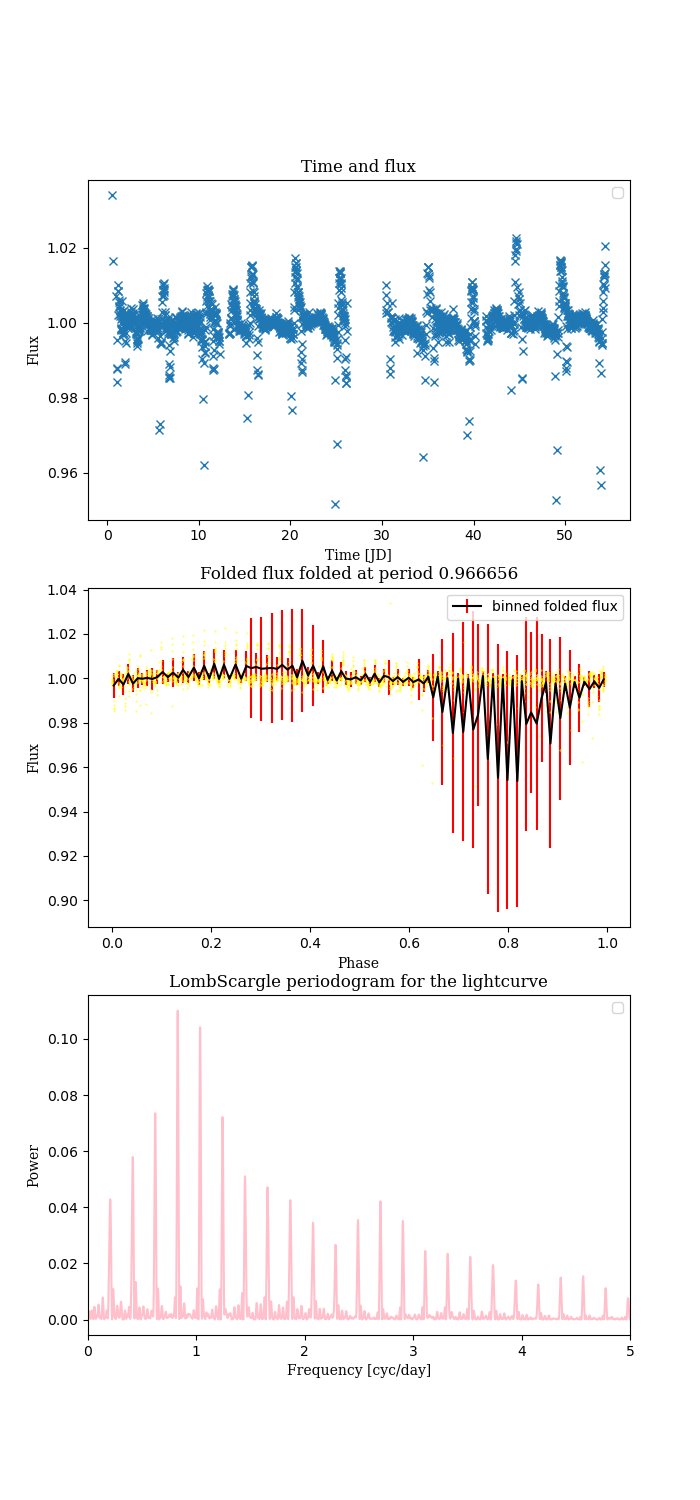 Time and flux
1.02
1.00
0.98
0.96
Flux
0 10 20 30 40 50
Time [JD]
Folded flux folded at period 0.966656
binned folded flux
1.04
1.02
1.00
0.98
0.96
0.94
0.92
0.90
Flux
0.0 0.2 0.4 0.6 0.8 1.0
Phase
LombScargle periodogram for the lightcurve
0.10
0.08
0.06
0.04
0.02
0.00
Power
0 1 2 3 4 5
Frequency [cyc/day]